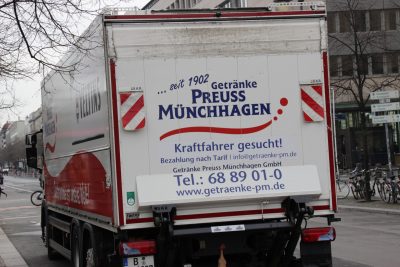 ... seit 1902
Getränke
PREUSS
MÜNCHHAGEN
Kraftfahrer gesucht!
Bezahlung nach Tarif | info@getraenke-pm.de
Getränke Preuss Münchhagen GmbH
Tel.: 68 89 01-0
www.getraenke-pm.de
B